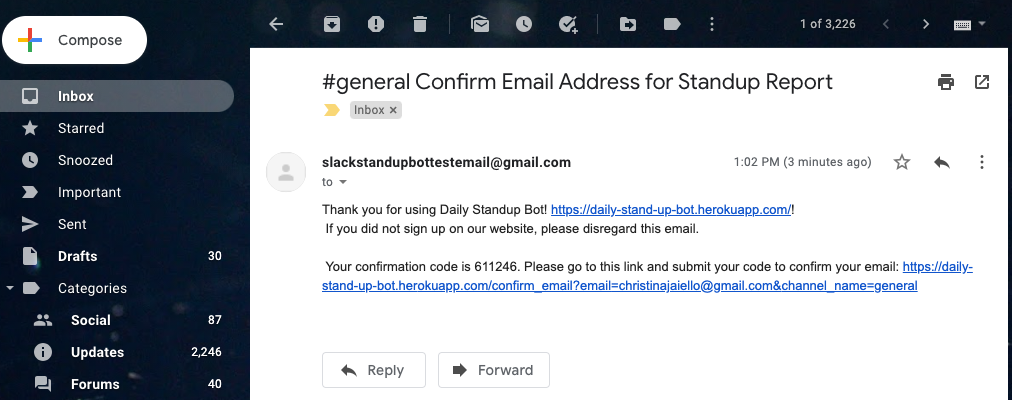 Compose
1 of 3,226
Inbox
Starred
Snoozed
Important
Sent
Drafts 30
Categories
Social 87
Updates 2,246
Forums 40
#general Confirm Email Address for Standup Report
Inbox ×
slackstandupbottestemail@gmail.com 1:02 PM (3 minutes ago)
to
Thank you for using Daily Standup Bot! https://daily-stand-up-bot.herokuapp.com/!
If you did not sign up on our website, please disregard this email.
Your confirmation code is 611246. Please go to this link and submit your code to confirm your email: https://daily-
stand-up-bot.herokuapp.com/confirm_email?email=christinajaiello@gmail.com&channel_name=general
Reply Forward